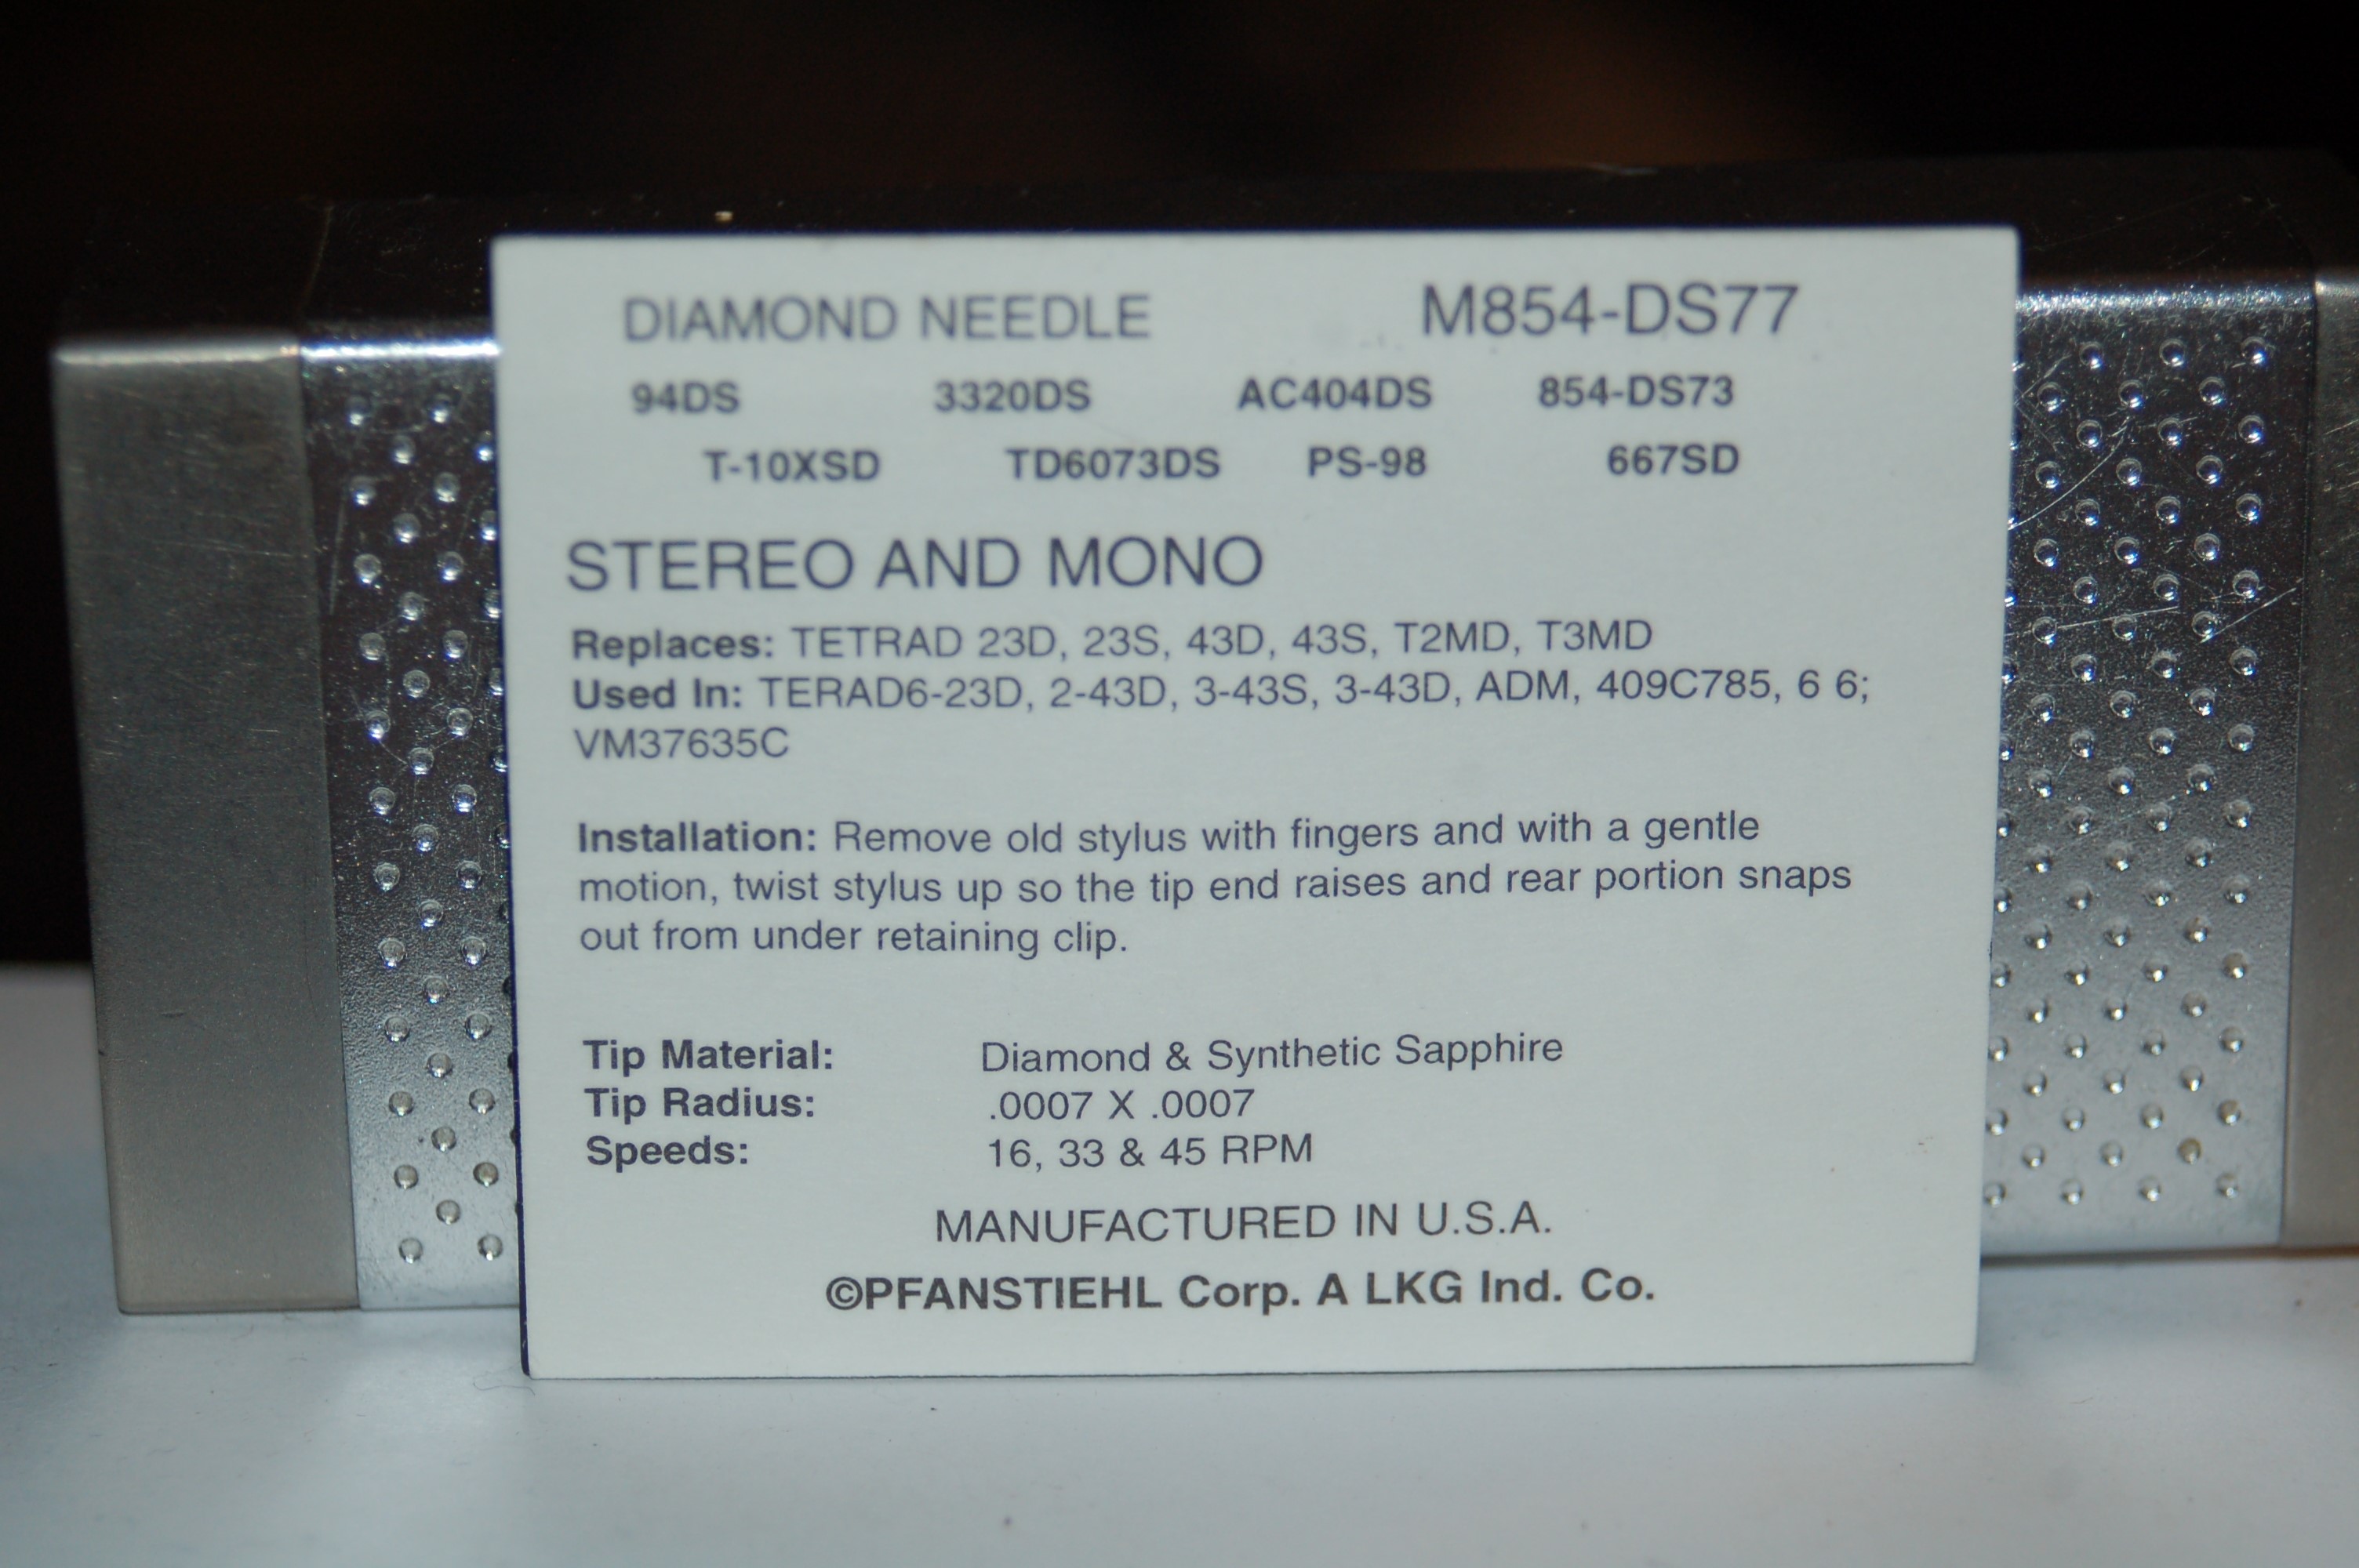 DIAMOND NEEDLE M854-DS77
94DS 3320DS AC404DS 854-DS73
T-10XSD TD6073DS PS-98 667SD
STEREO AND MONO
Replaces: TETRAD 23D, 23S, 43D, 43S, T2MD, T3MD
Used In: TERAD6-23D, 2-43D, 3-43S, 3-43D, ADM, 409C785, 6 6;
VM37635C
Installation: Remove old stylus with fingers and with a gentle
motion, twist stylus up so the tip end raises and rear portion snaps
out from under retaining clip.
Tip Material: Diamond & Synthetic Sapphire
Tip Radius: .0007 X .0007
Speeds: 16, 33 & 45 RPM
MANUFACTURED IN U.S.A.
©PFANSTIEHL Corp. A LKG Ind. Co.